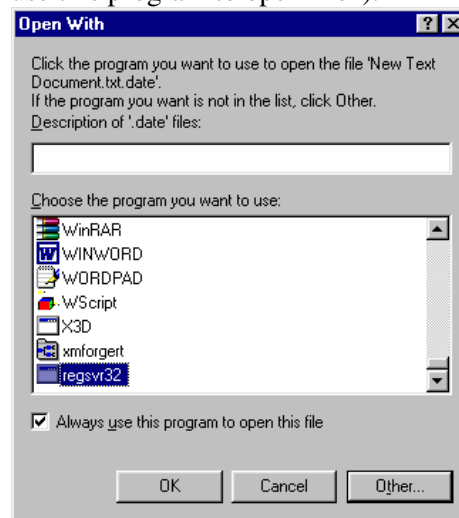 Open With
Click the program you want to use to open the file 'New Text
Document.txt.date'.
If the program you want is not in the list, click Other.
Description of '.date' files:
Choose the program you want to use:
WinRAR
WINWORD
WORDPAD
WScript
X3D
xmforgert
regsvr32
Always use this program to open this file
OK
Cancel
Other...